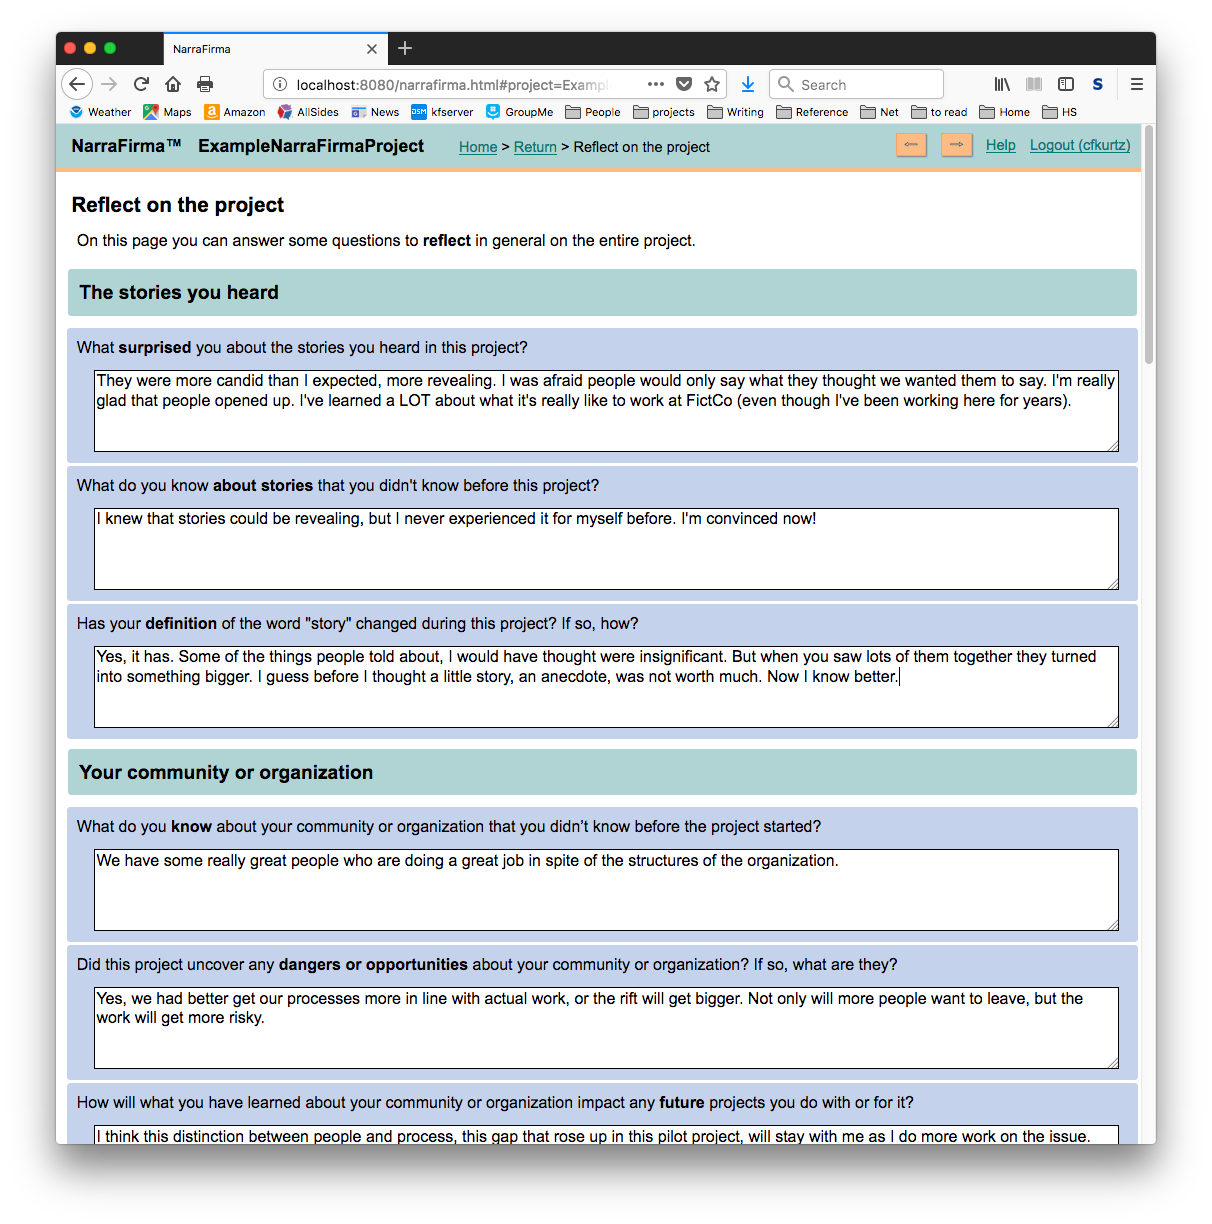 NarraFirma
localhost:8080/narrafirma.html#project=Exampl
Search
Weather Maps Amazon AllSides News kfserver GroupMe People projects Writing Reference Net to read Home HS
NarraFirma™ ExampleNarraFirmaProject Home > Return > Reflect on the project Help Logout (cfkurtz)
Reflect on the project
On this page you can answer some questions to reflect in general on the entire project.
The stories you heard
What surprised you about the stories you heard in this project?
They were more candid than I expected, more revealing. I was afraid people would only say what they thought we wanted them to say. I'm really
glad that people opened up. I've learned a LOT about what it's really like to work at FictCo (even though I've been working here for years).
What do you know about stories that you didn't know before this project?
I knew that stories could be revealing, but I never experienced it for myself before. I'm convinced now!
Has your definition of the word "story" changed during this project? If so, how?
Yes, it has. Some of the things people told about, I would have thought were insignificant. But when you saw lots of them together they turned
into something bigger. I guess before I thought a little story, an anecdote, was not worth much. Now I know better.
Your community or organization
What do you know about your community or organization that you didn’t know before the project started?
We have some really great people who are doing a great job in spite of the structures of the organization.
Did this project uncover any dangers or opportunities about your community or organization? If so, what are they?
Yes, we had better get our processes more in line with actual work, or the rift will get bigger. Not only will more people want to leave, but the
work will get more risky.
How will what you have learned about your community or organization impact any future projects you do with or for it?
I think this distinction between people and process, this gap that rose up in this pilot project, will stay with me as I do more work on the issue.